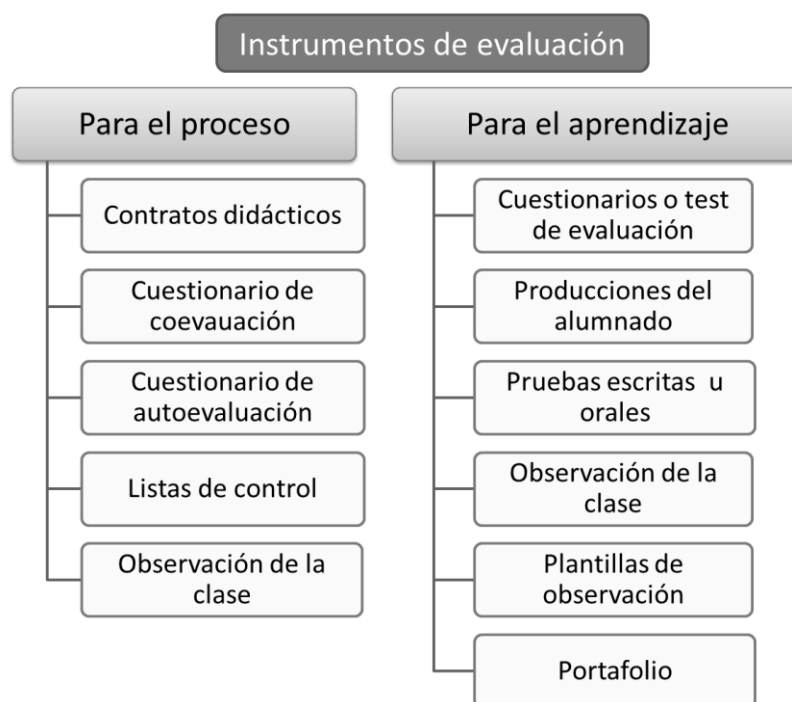 Instrumentos de evaluación
Para el proceso
Contratos didácticos
Cuestionario de
coevauación
Cuestionario de
autoevaluación
Listas de control
Observación de la
clase
Para el aprendizaje
Cuestionarios o test
de evaluación
Producciones del
alumnado
Pruebas escritas  u
orales
Observación de la
clase
Plantillas de
observación
Portafolio